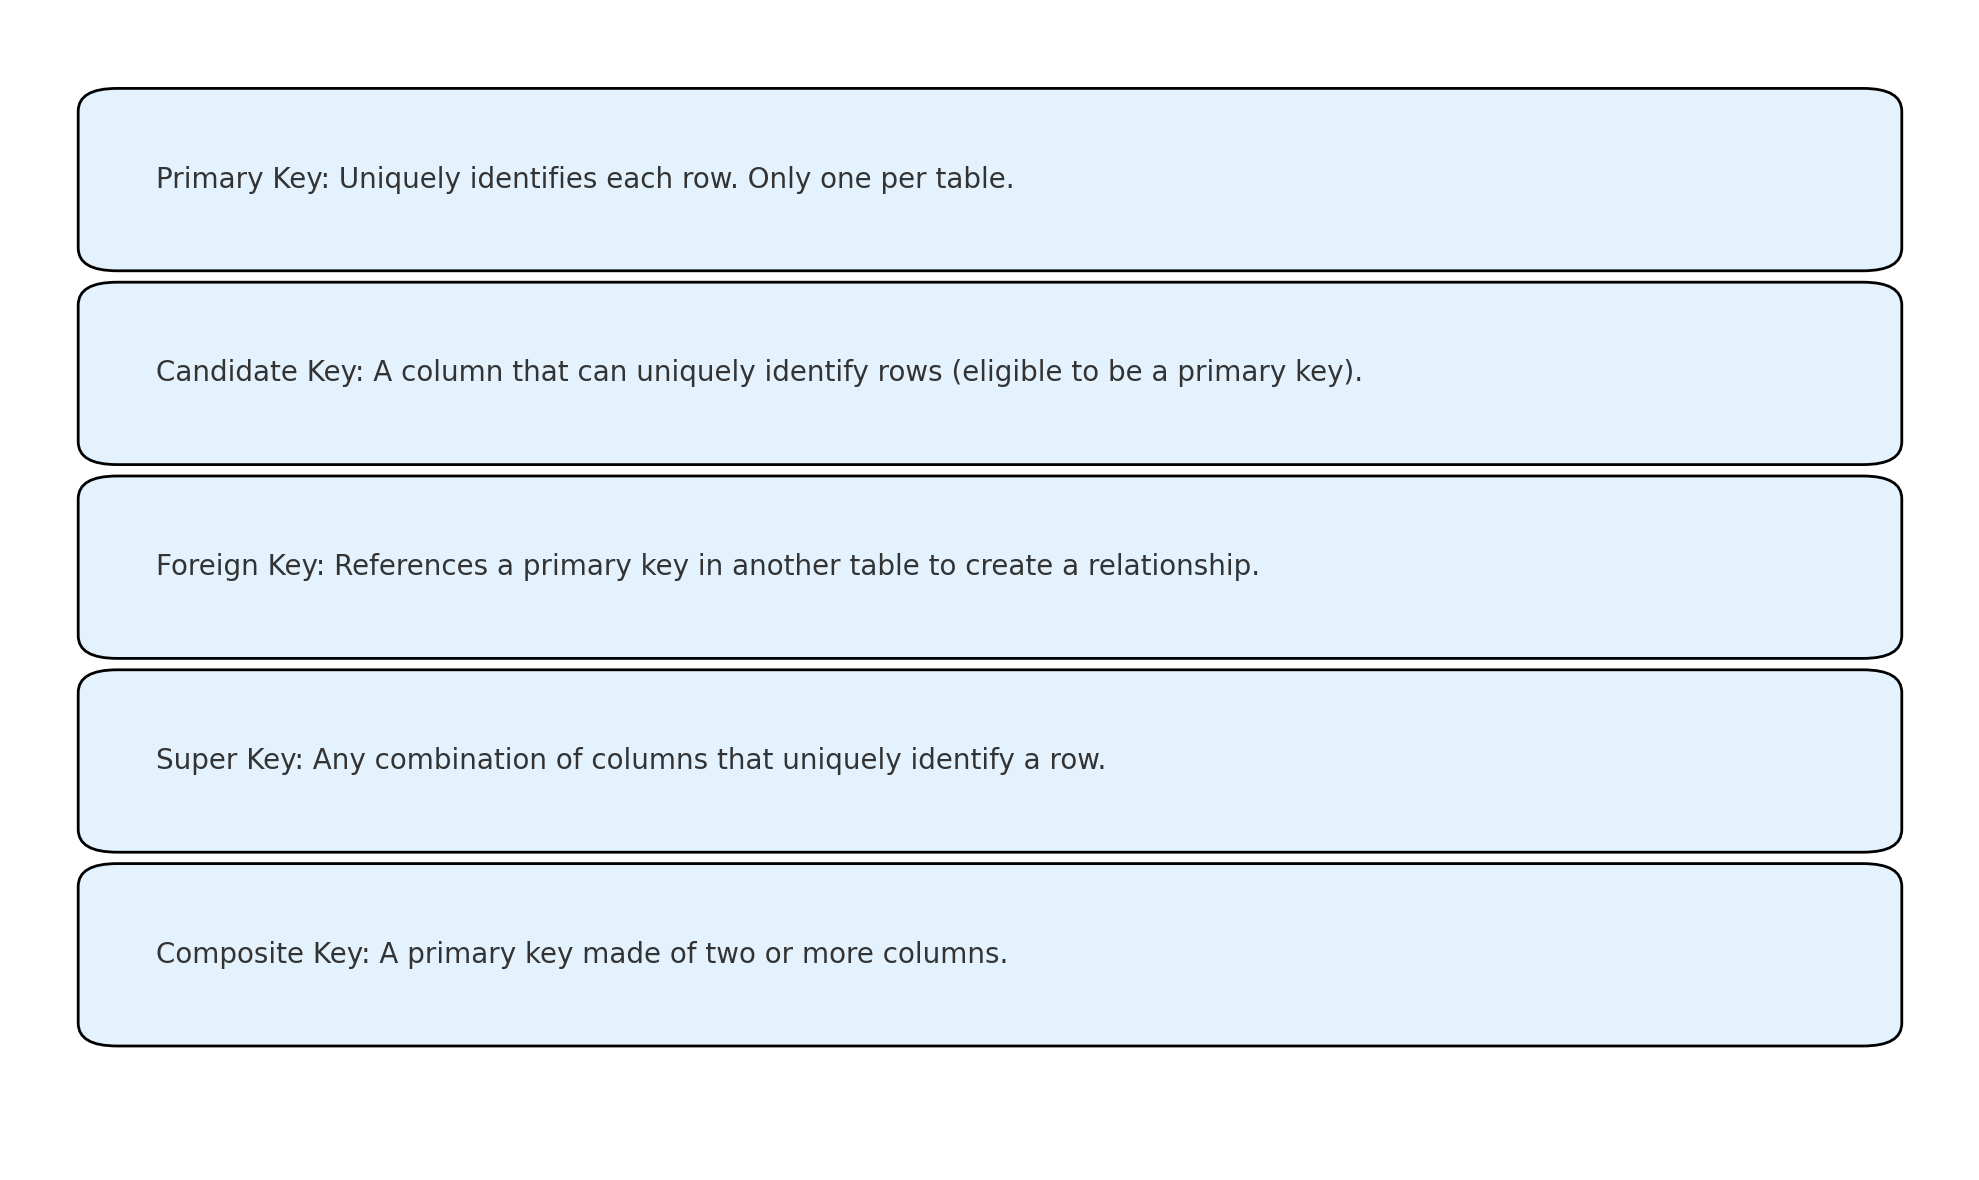 Primary Key: Uniquely identifies each row. Only one per table.
Candidate Key: A column that can uniquely identify rows (eligible to be a primary key).
Foreign Key: References a primary key in another table to create a relationship.
Super Key: Any combination of columns that uniquely identify a row.
Composite Key: A primary key made of two or more columns.